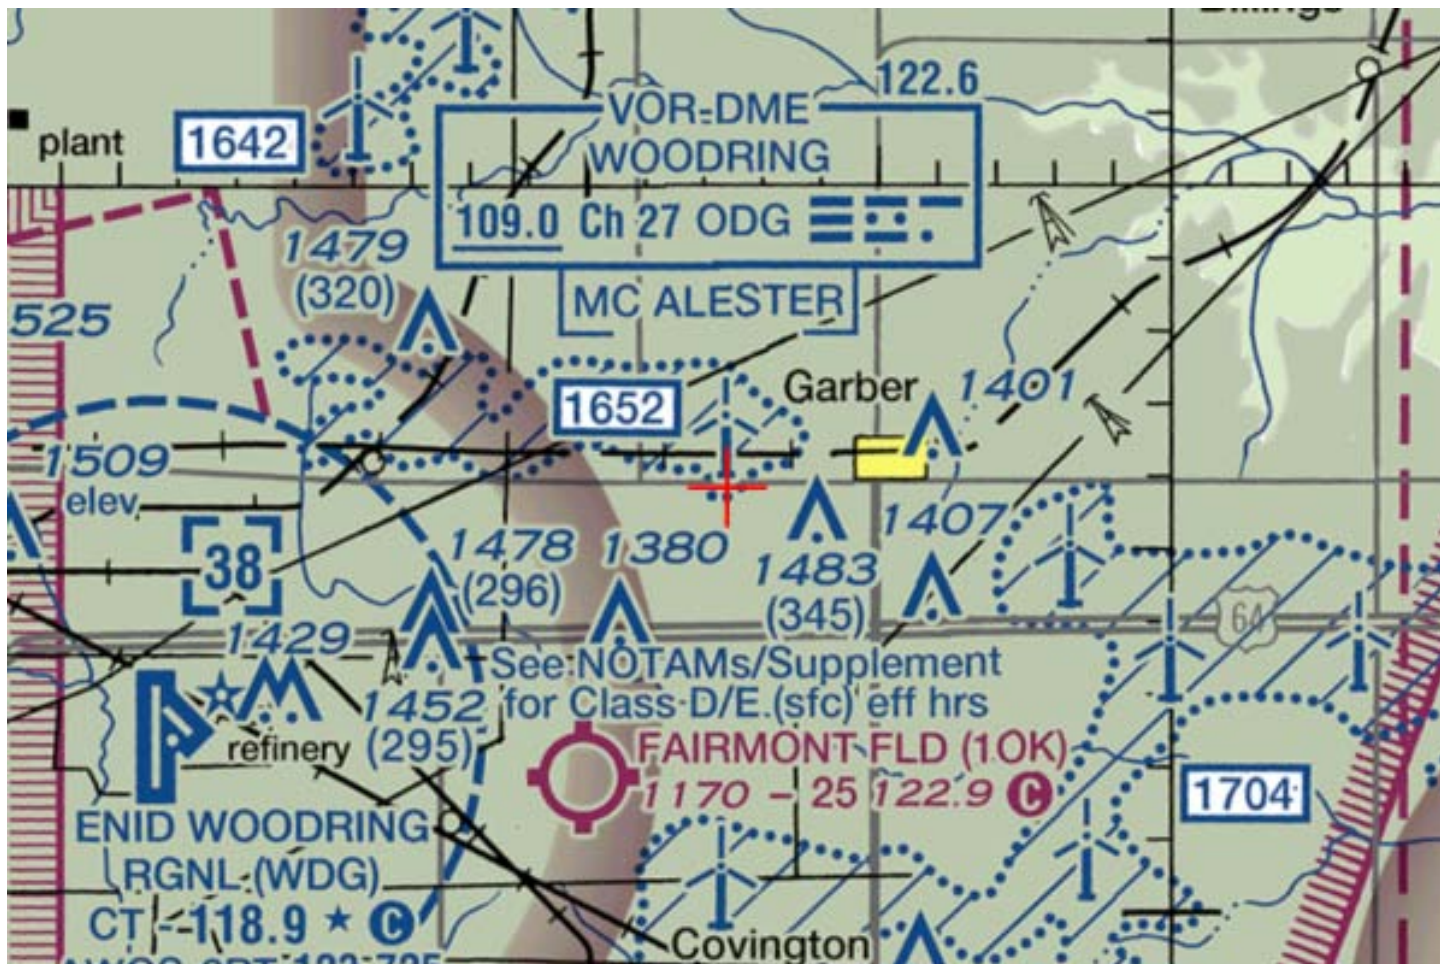 Billings
122.6
VOR-DME
WOODRING
109.0 Ch 27 ODG
MC ALESTER
plant
1642
1479
(320)
525
1652
Garber
1401
1509
elev
38
1478
(296)
1380
1483
(345)
1407
64
1429
1452
(295)
See NOTAMs/Supplement
for Class D/E (sfc) eff hrs
refinery
FAIRMONT FLD (1OK)
1170 - 25 122.9 C
1704
ENID WOODRING
RGNL (WDG)
CT - 118.9 ★ C
Covington